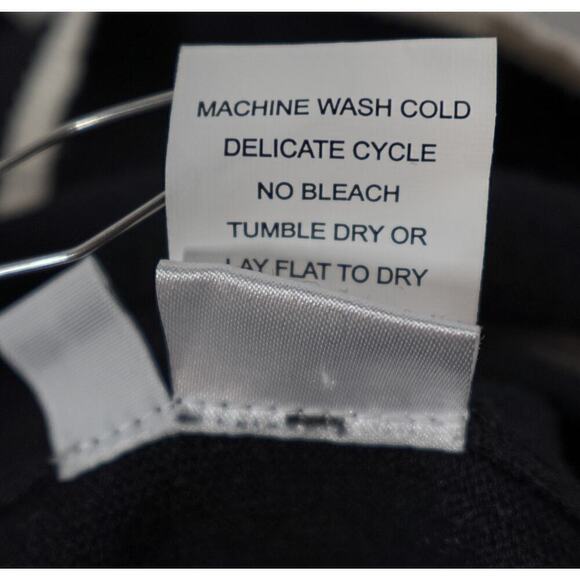 MACHINE WASH COLD
DELICATE CYCLE
NO BLEACH
TUMBLE DRY OR
LAY FLAT TO DRY